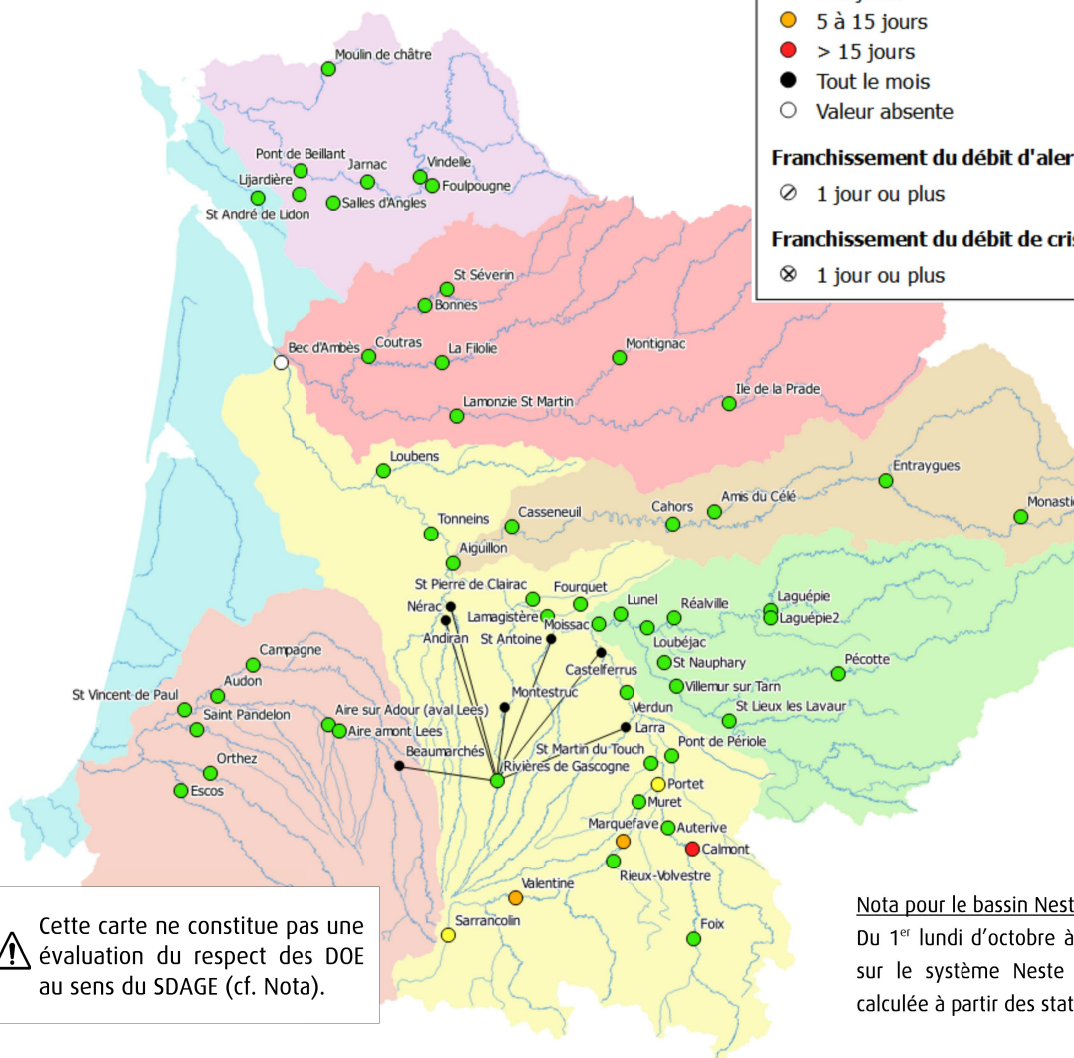 5 à 15 jours
> 15 jours
Tout le mois
Valeur absente
Franchissement du débit d'aler
1 jour ou plus
Franchissement du débit de cris
1 jour ou plus
Moulin de châtre
Pont de Beillant
Jarnac
Vindelle
Lijardière
Foulpougne
Salles d'Angles
St André de Lidon
St Séverin
Bonnes
Bec d'Ambès
Coutras
La Filolie
Montignac
Ile de la Prade
Lamonzie St Martin
Loubens
Entraygues
Amis du Célé
Cahors
Casseneuil
Monasti
Tonneins
Aiguillon
St Pierre de Clairac
Fourquet
Laguépie
Nérac
Lamagistère
Lunel
Réalville
Laguépie2
Moissac
Andiran
St Antoine
Loubéjac
Campagne
Castelferrus
St Nauphary
Pécotte
Audon
Villemur sur Tarn
St Vincent de Paul
Montestruc
Verdun
St Lieux les Lavaur
Saint Pandelon
Aire sur Adour (aval Lees)
Aire amont Lees
Larra
Pont de Périole
Beaumarchés
St Martin du Touch
Orthez
Rivières de Gascogne
Escos
Portet
Muret
Marquefave
Auterive
Calmont
Rieux-Volvestre
Valentine
Sarrancolin
Foix
Cette carte ne constitue pas une
évaluation du respect des DOE
au sens du SDAGE (cf. Nota).
Nota pour le bassin Nest
Du 1er lundi d'octobre à
sur le système Neste
calculée à partir des stat